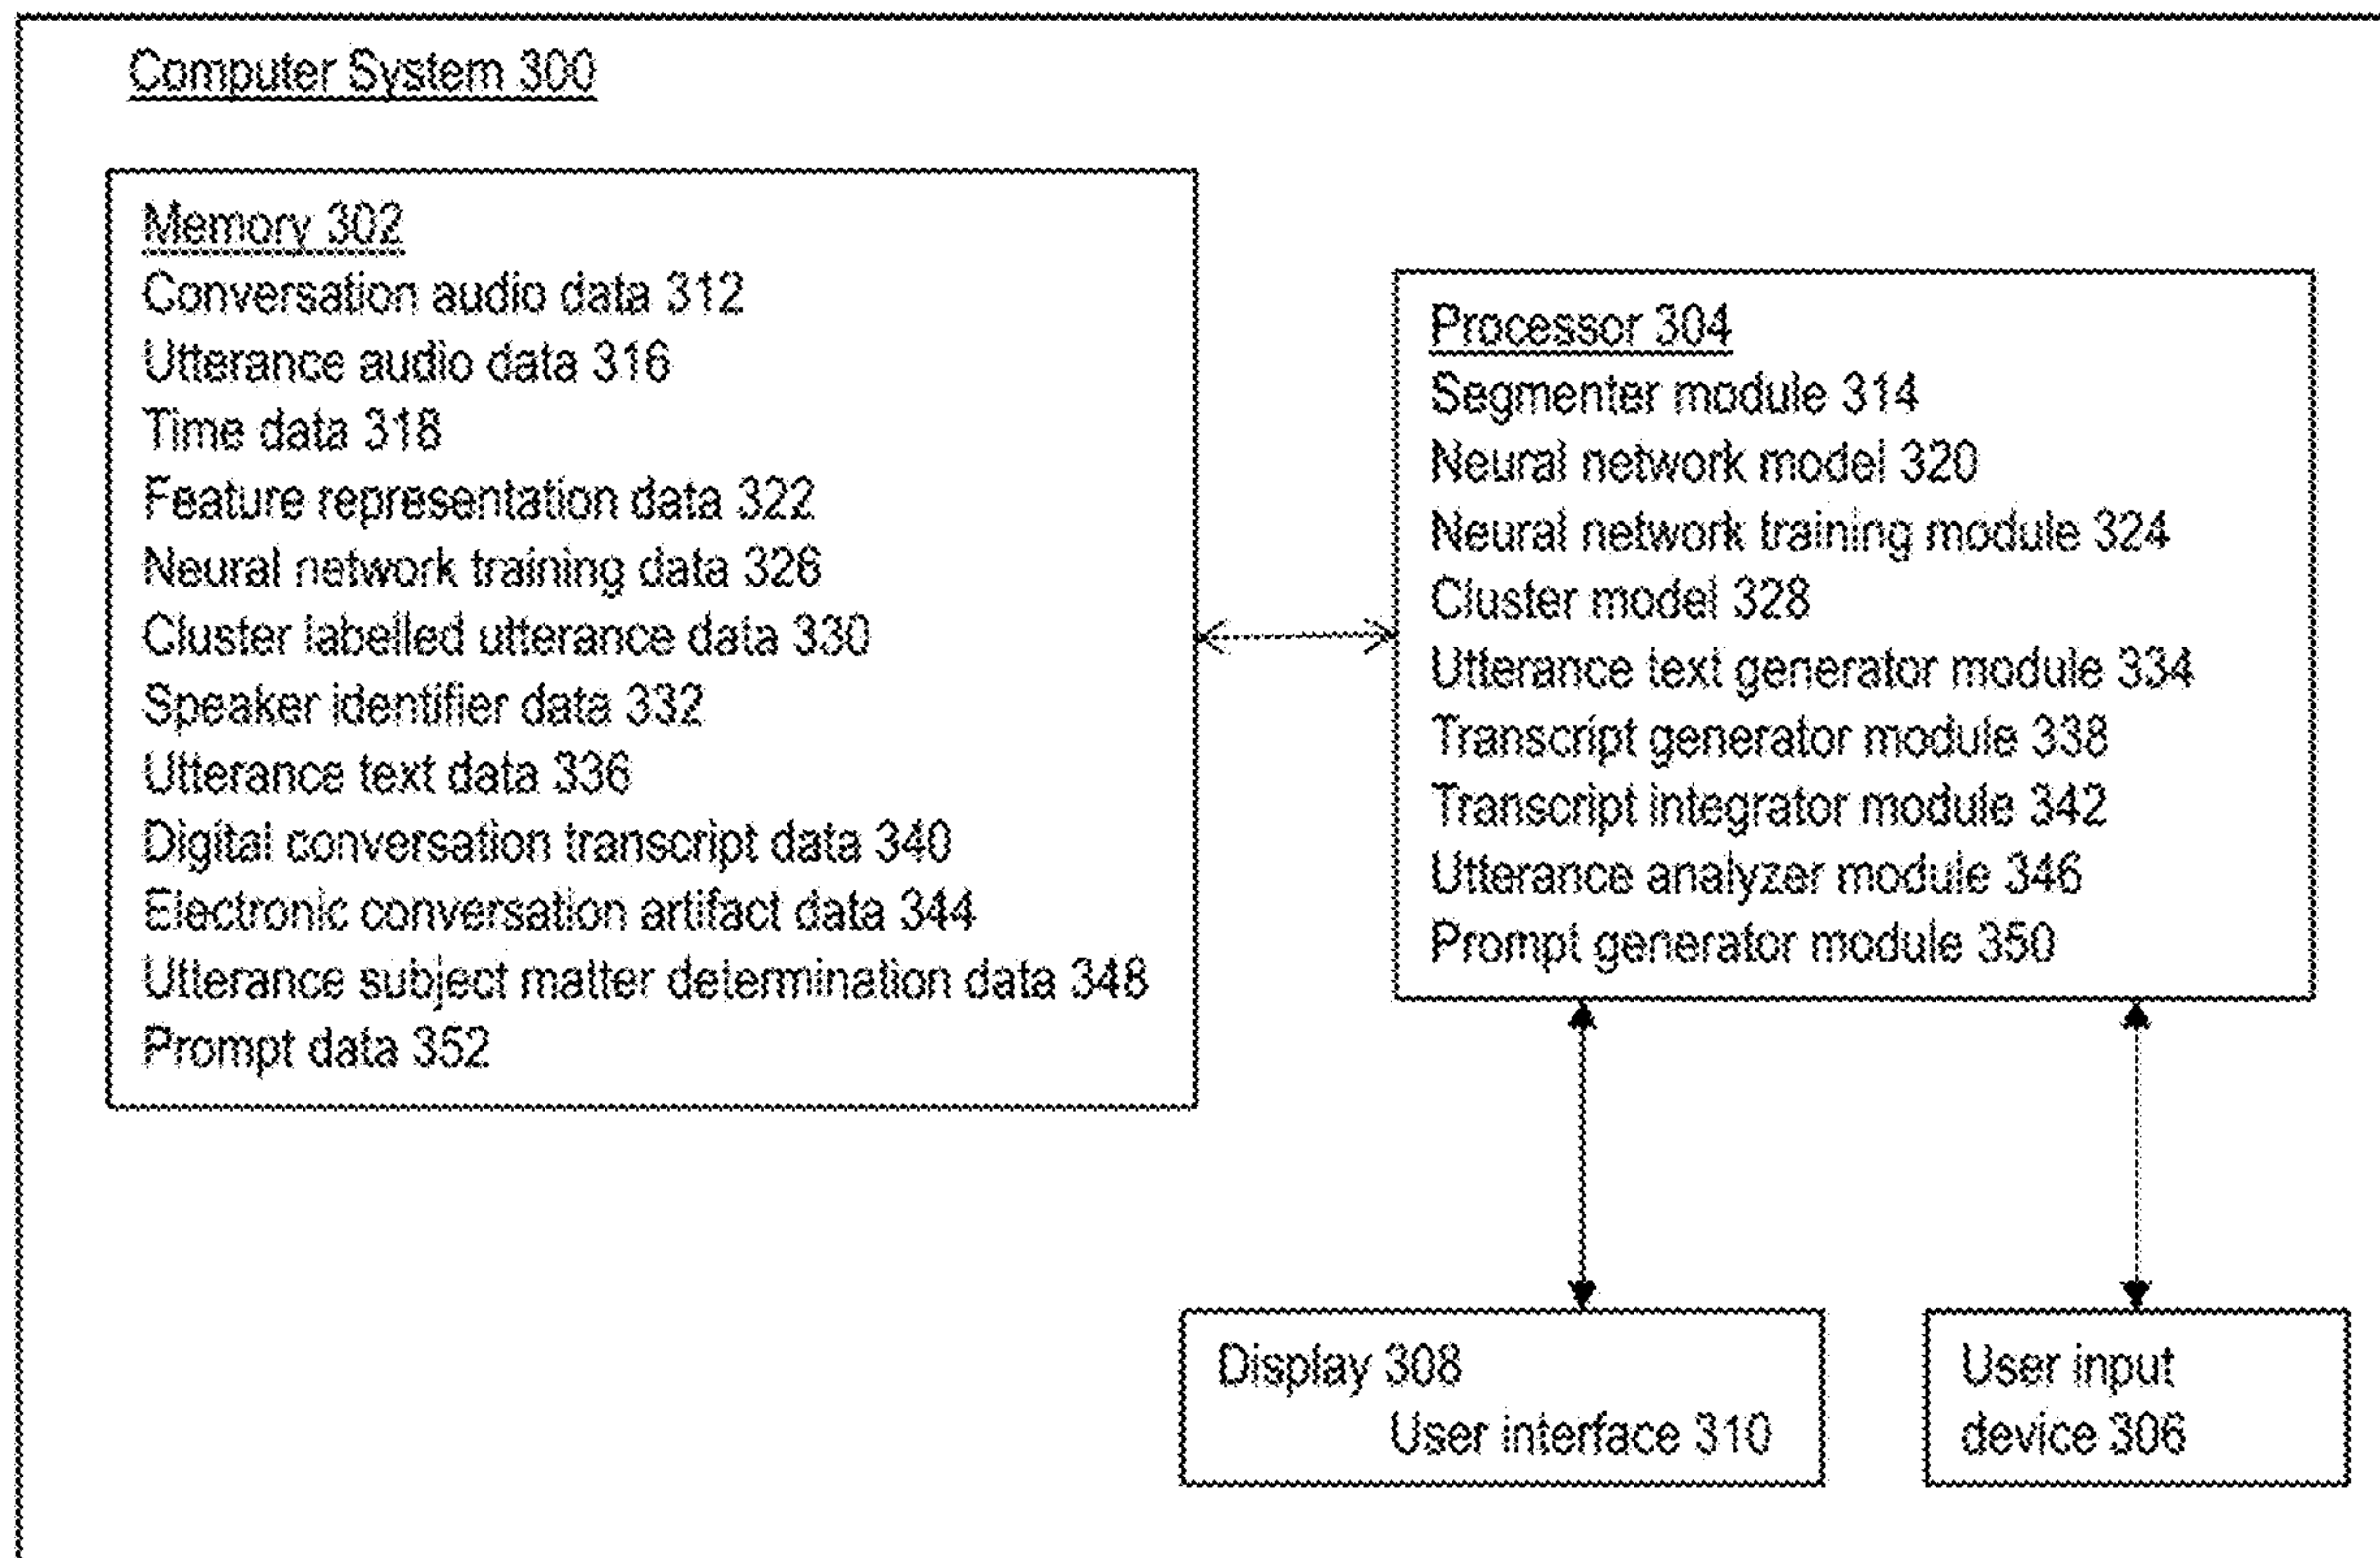 Computer System 300
Memory 302
Conversation audio data 312
Utterance audio data 316
Time data 318
Feature representation data 322
Neural network training data 326
Cluster labelled utterance data 330
Speaker identifier data 332
Utterance text data 336
Digital conversation transcript data 340
Electronic conversation artifact data 344
Utterance subject matter determination data 348
Prompt data 352
Processor 304
Segmenter module 314
Neural network model 320
Neural network training module 324
Cluster model 328
Utterance text generator module 334
Transcript generator module 338
Transcript integrator module 342
Utterance analyzer module 346
Prompt generator module 350
Display 308
User interface 310
User input
device 306